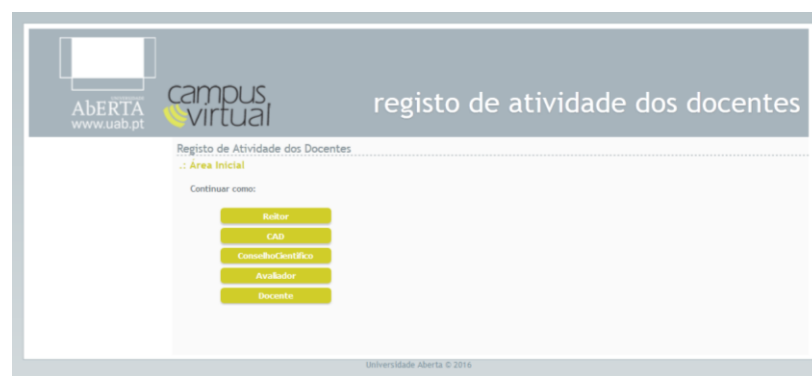 AbERTA
www.uab.pt
campus
virtual
registo de atividade dos docentes
Registo de Atividade dos Docentes
.: Área Inicial
Continuar como:
Reitor
CAD
ConselhoCientífico
Avaliador
Docente
Universidade Aberta © 2016